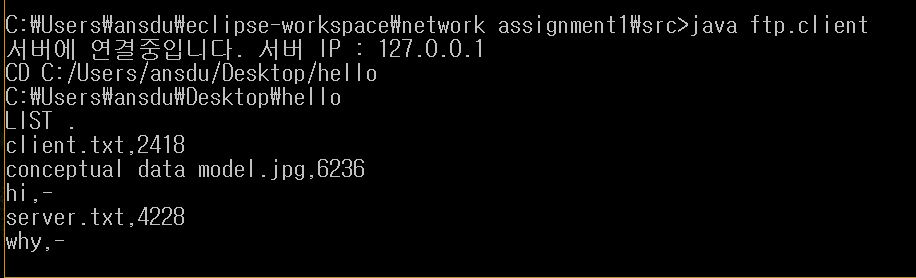 C:₩Users₩ansdu₩eclipse-workspace₩network assignment1₩src>java ftp.client
서버에 연결중입니다. 서버 IP : 127.0.0.1
CD C:/Users/ansdu/Desktop/hello
C:₩Users₩ansdu₩Desktop₩hello
LIST .
client.txt,2418
conceptual data model.jpg,6236
hi,-
server.txt,4228
why,-